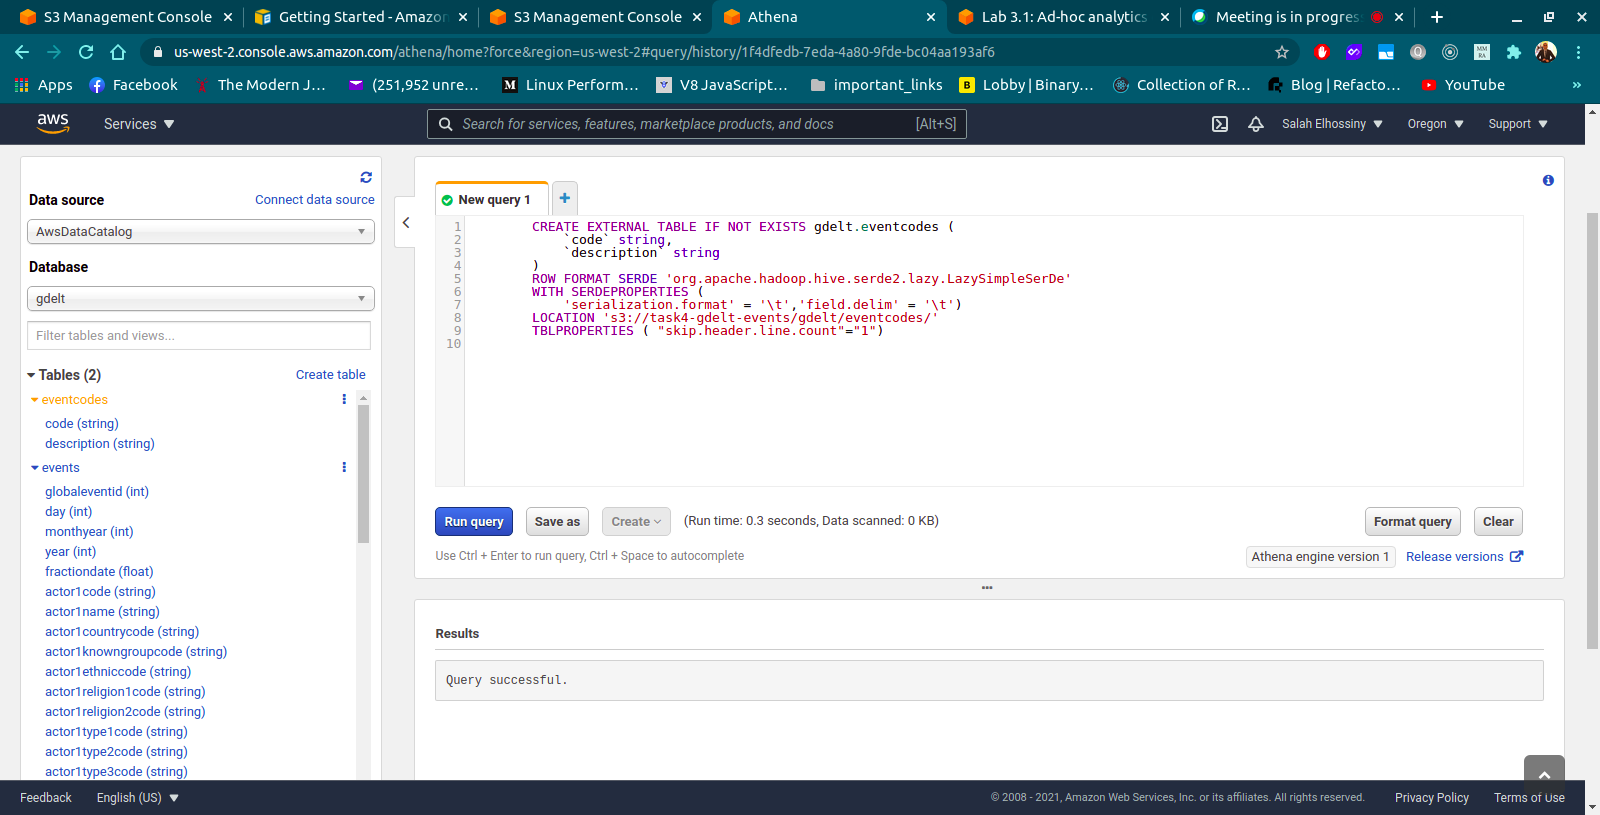 S3 Management Console
Getting Started - Amazon
S3 Management Console
Athena
Lab 3.1: Ad-hoc analytics
Meeting is in progres
us-west-2.console.aws.amazon.com/athena/home?force&region=us-west-2#query/history/1f4dfedb-7eda-4a80-9fde-bc04aa193af6
Apps
Facebook
The Modern J...
(251,952 unre...
Linux Perform...
V8 JavaScript...
important_links
Lobby | Binary...
Collection of R...
Blog | Refacto...
YouTube
»
aws
Services
Search for services, features, marketplace products, and docs
[Alt+S]
Salah Elhossiny
Oregon
Support
Data source
Connect data source
AwsDataCatalog
Database
gdelt
Filter tables and views...
Tables (2)
Create table
eventcodes
code (string)
description (string)
events
globaleventid (int)
day (int)
monthyear (int)
year (int)
fractiondate (float)
actor1code (string)
actor1name (string)
actor1countrycode (string)
actor1knowngroupcode (string)
actor1ethniccode (string)
actor1religion1code (string)
actor1religion2code (string)
actor1type1code (string)
actor1type2code (string)
actor1type3code (string)
New query 1
+
1 CREATE EXTERNAL TABLE IF NOT EXISTS gdelt.eventcodes (
2 `code` string,
3 `description` string
4 )
5 ROW FORMAT SERDE 'org.apache.hadoop.hive.serde2.lazy.LazySimpleSerDe'
6 WITH SERDEPROPERTIES (
7 'serialization.format' = '\t','field.delim' = '\t')
8 LOCATION 's3://task4-gdelt-events/gdelt/eventcodes/'
9 TBLPROPERTIES ( "skip.header.line.count"="1")
10
Run query
Save as
Create
(Run time: 0.3 seconds, Data scanned: 0 KB)
Format query
Clear
Use Ctrl + Enter to run query, Ctrl + Space to autocomplete
Athena engine version 1
Release versions
Results
Query successful.
Feedback
English (US)
© 2008 - 2021, Amazon Web Services, Inc. or its affiliates. All rights reserved.
Privacy Policy
Terms of Use